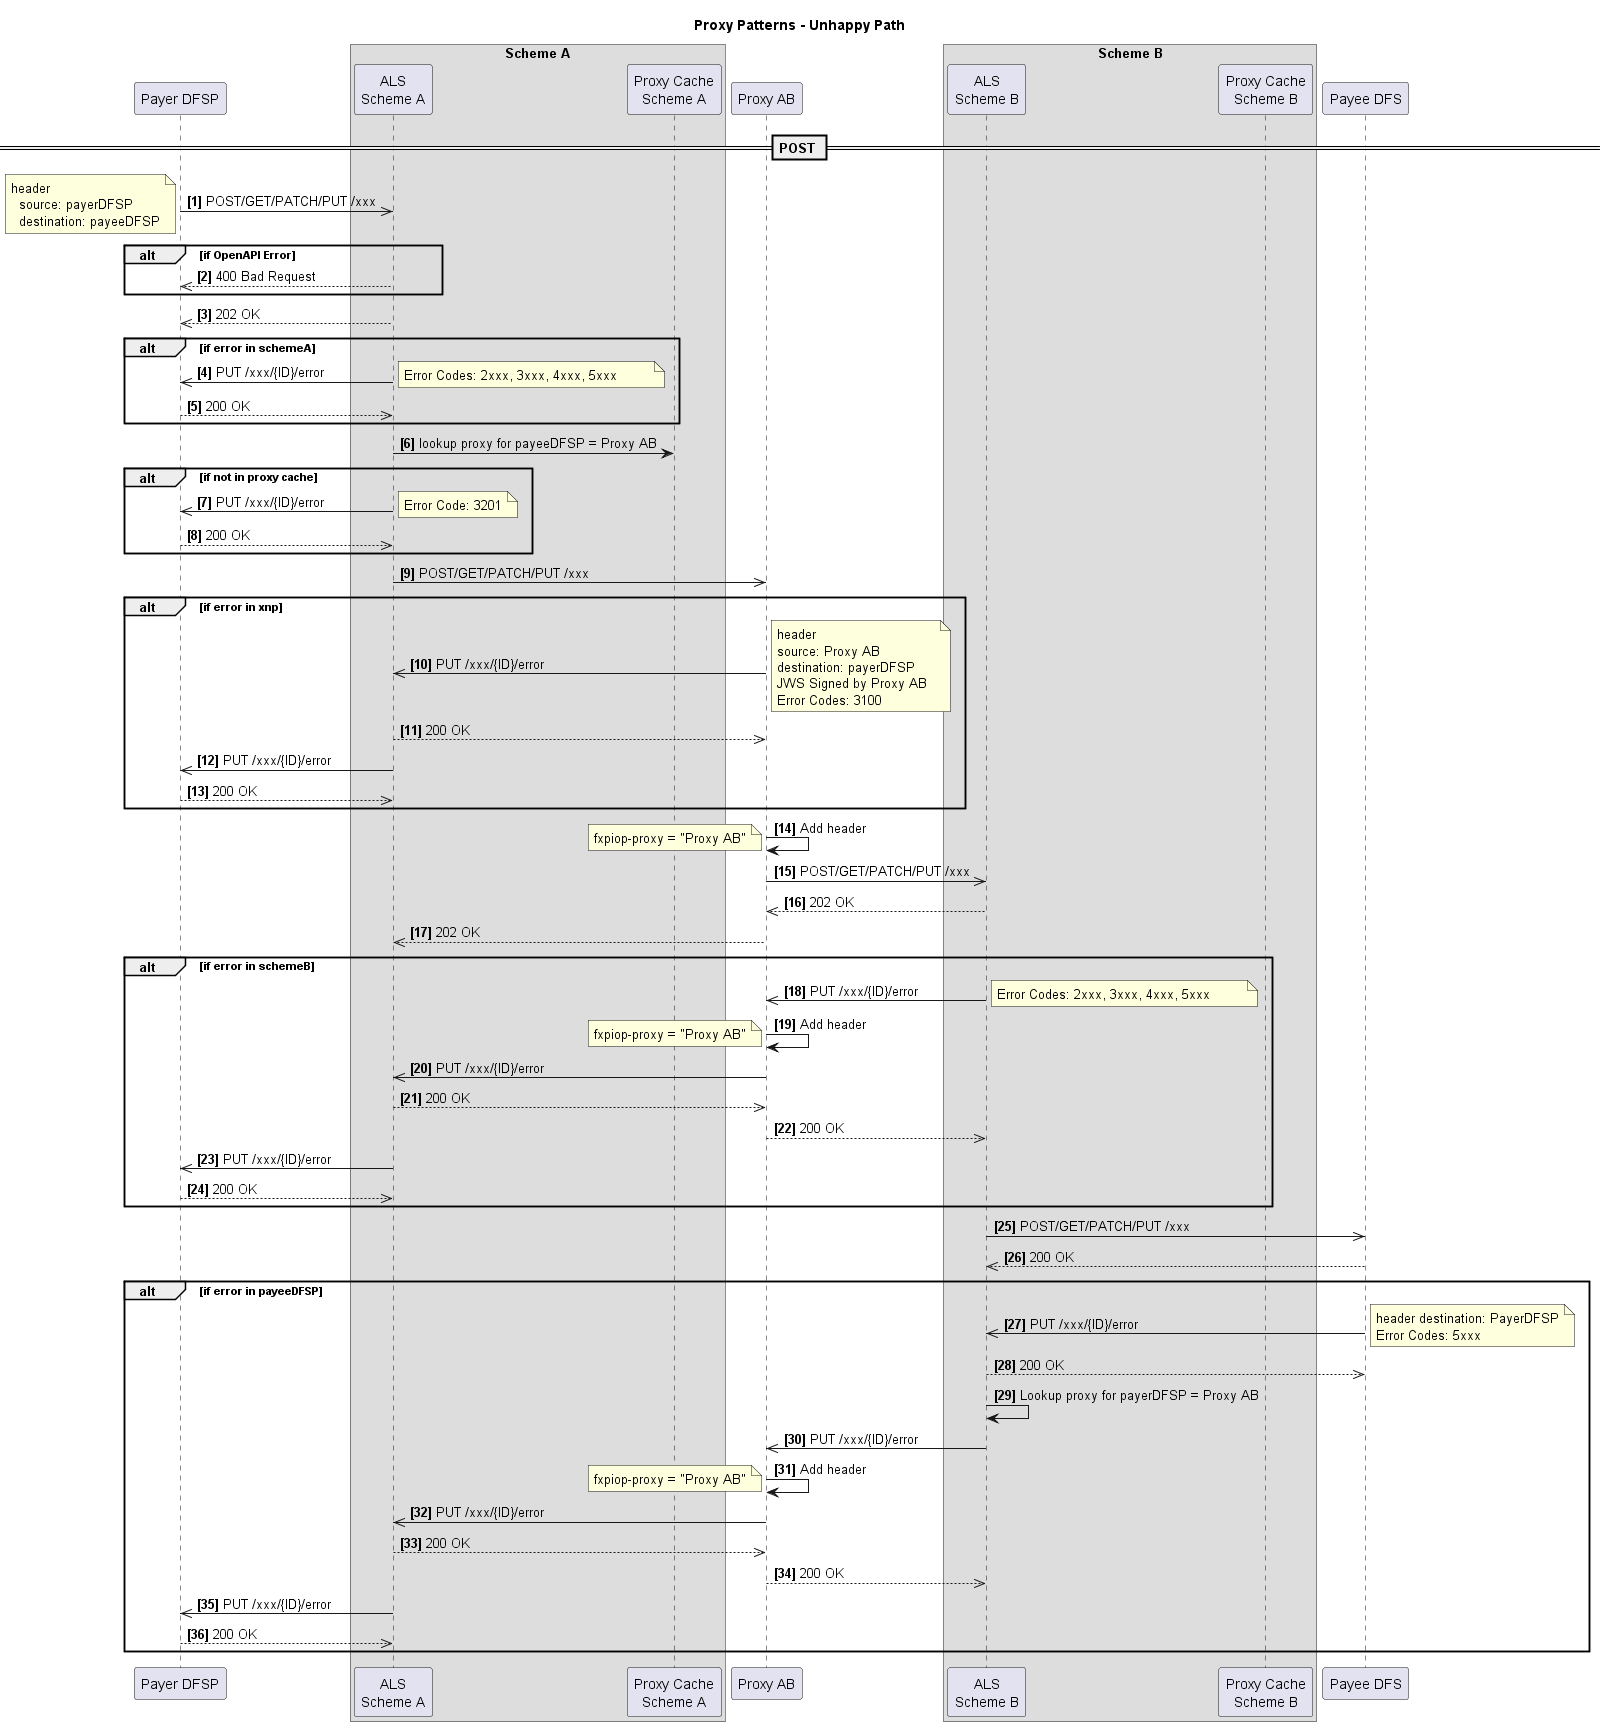 Proxy Patterns - Unhappy Path
Scheme A
Scheme B
Payer DFSP
ALS
Scheme A
Proxy Cache
Scheme A
Proxy AB
ALS
Scheme B
Proxy Cache
Scheme B
Payee DFS
POST
header
source: payerDFSP
destination: payeeDFSP
[1] POST/GET/PATCH/PUT /xxx
alt [if OpenAPI Error]
[2] 400 Bad Request
[3] 202 OK
alt [if error in schemeA]
[4] PUT /xxx/{ID}/error
Error Codes: 2xxx, 3xxx, 4xxx, 5xxx
[5] 200 OK
[6] lookup proxy for payeeDFSP = Proxy AB
alt [if not in proxy cache]
[7] PUT /xxx/{ID}/error
Error Code: 3201
[8] 200 OK
[9] POST/GET/PATCH/PUT /xxx
alt [if error in xnp]
[10] PUT /xxx/{ID}/error
header
source: Proxy AB
destination: payerDFSP
JWS Signed by Proxy AB
Error Codes: 3100
[11] 200 OK
[12] PUT /xxx/{ID}/error
[13] 200 OK
fxpiop-proxy = "Proxy AB"
[14] Add header
[15] POST/GET/PATCH/PUT /xxx
[16] 202 OK
[17] 202 OK
alt [if error in schemeB]
[18] PUT /xxx/{ID}/error
Error Codes: 2xxx, 3xxx, 4xxx, 5xxx
fxpiop-proxy = "Proxy AB"
[19] Add header
[20] PUT /xxx/{ID}/error
[21] 200 OK
[22] 200 OK
[23] PUT /xxx/{ID}/error
[24] 200 OK
[25] POST/GET/PATCH/PUT /xxx
[26] 200 OK
alt [if error in payeeDFSP]
[27] PUT /xxx/{ID}/error
header destination: PayerDFSP
Error Codes: 5xxx
[28] 200 OK
[29] Lookup proxy for payerDFSP = Proxy AB
[30] PUT /xxx/{ID}/error
fxpiop-proxy = "Proxy AB"
[31] Add header
[32] PUT /xxx/{ID}/error
[33] 200 OK
[34] 200 OK
[35] PUT /xxx/{ID}/error
[36] 200 OK
Payer DFSP
ALS
Scheme A
Proxy Cache
Scheme A
Proxy AB
ALS
Scheme B
Proxy Cache
Scheme B
Payee DFS